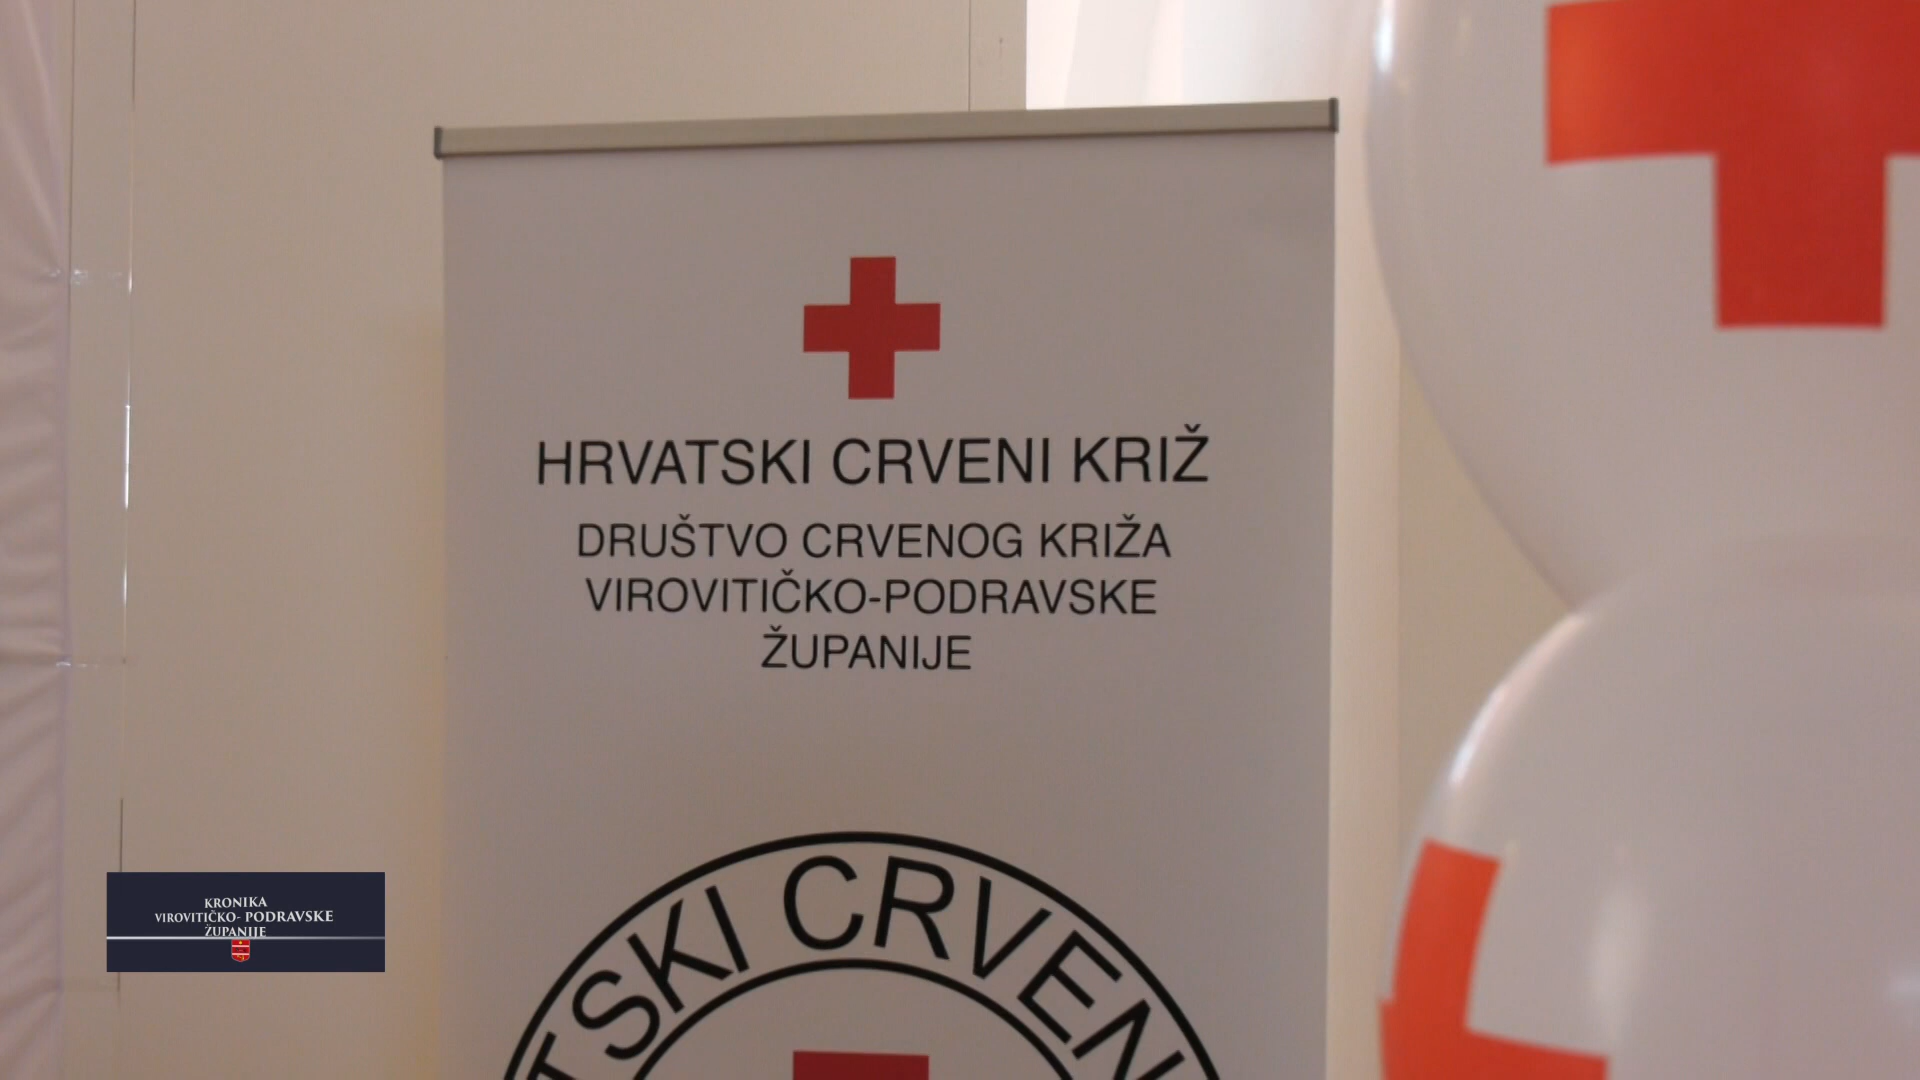 HRVATSKI CRVENI KRIŽ
DRUŠTVO CRVENOG KRIŽA
VIROVITIČKO-PODRAVSKE
ŽUPANIJE
TSKI CRVEN
KRONIKA
VIROVITIČKO- PODRAVSKE
ŽUPANIJE